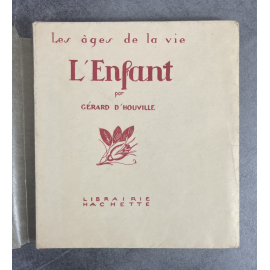 Les âges de la vie
L'Enfant
par
GÉRARD D'HOUVILLE
LIBRAIRIE
HACHETTE